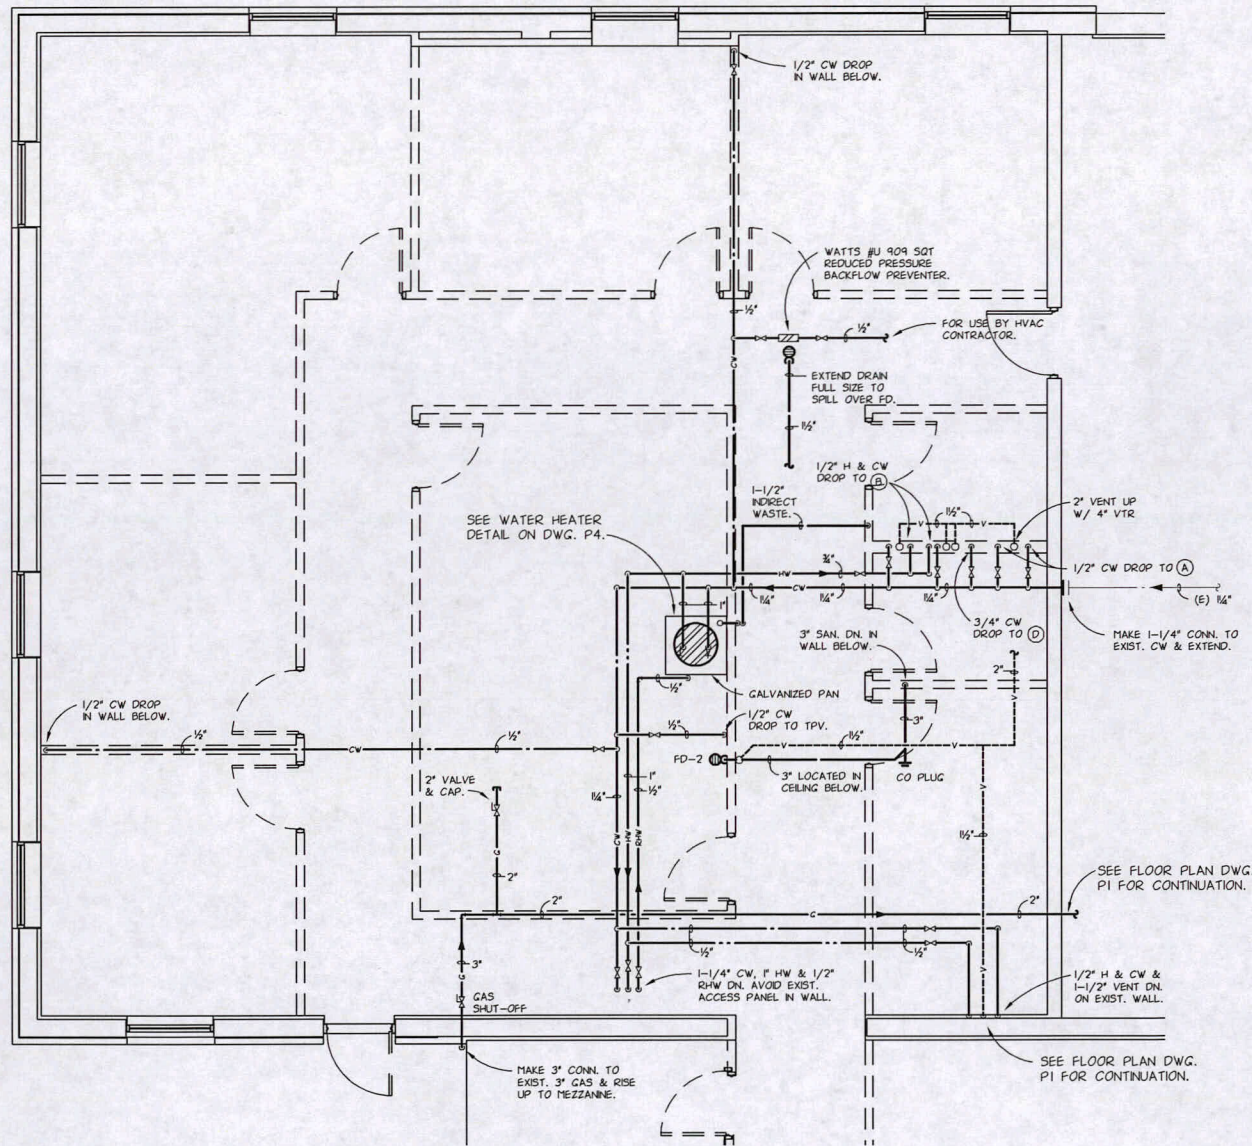 1/2" CW DROP
IN WALL BELOW.
WATTS #U 909 SQT
REDUCED PRESSURE
BACKFLOW PREVENTER.
1/2"
1/2"
FOR USE BY HVAC
CONTRACTOR.
CW
EXTEND DRAIN
FULL SIZE TO
SPILL OVER FD.
1 1/2"
1/2" H & CW
DROP TO B
1-1/2"
INDIRECT
WASTE.
V
1 1/2"
V
2" VENT UP
W/ 4" VTR
SEE WATER HEATER
DETAIL ON DWG. P4.
HW
3/4"
1/2" CW DROP TO A
CW
1 1/4"
1 1/4"
1 1/4"
(E) 1 1/4"
1"
3" SAN. DN. IN
WALL BELOW.
3/4" CW
DROP TO D
MAKE 1-1/4" CONN. TO
EXIST. CW & EXTEND.
2"
V
1/2"
GALVANIZED PAN
1/2" CW DROP
IN WALL BELOW.
1/2"
CW
1/2"
1/2"
1/2" CW
DROP TO TPV.
3"
V
1 1/2"
V
FD-2
3" LOCATED IN
CEILING BELOW.
CO PLUG
2" VALVE
& CAP.
1"
1/2"
1 1/4"
V
G
CW
HW
RHW
1 1/2"
2"
SEE FLOOR PLAN DWG.
P1 FOR CONTINUATION.
2"
G
2"
1/2"
1/2"
3"
G
V
GAS
SHUT-OFF
1-1/4" CW, 1" HW & 1/2"
RHW DN. AVOID EXIST.
ACCESS PANEL IN WALL.
1/2" H & CW &
1-1/2" VENT DN.
ON EXIST. WALL.
SEE FLOOR PLAN DWG.
P1 FOR CONTINUATION.
MAKE 3" CONN. TO
EXIST. 3" GAS & RISE
UP TO MEZZANINE.